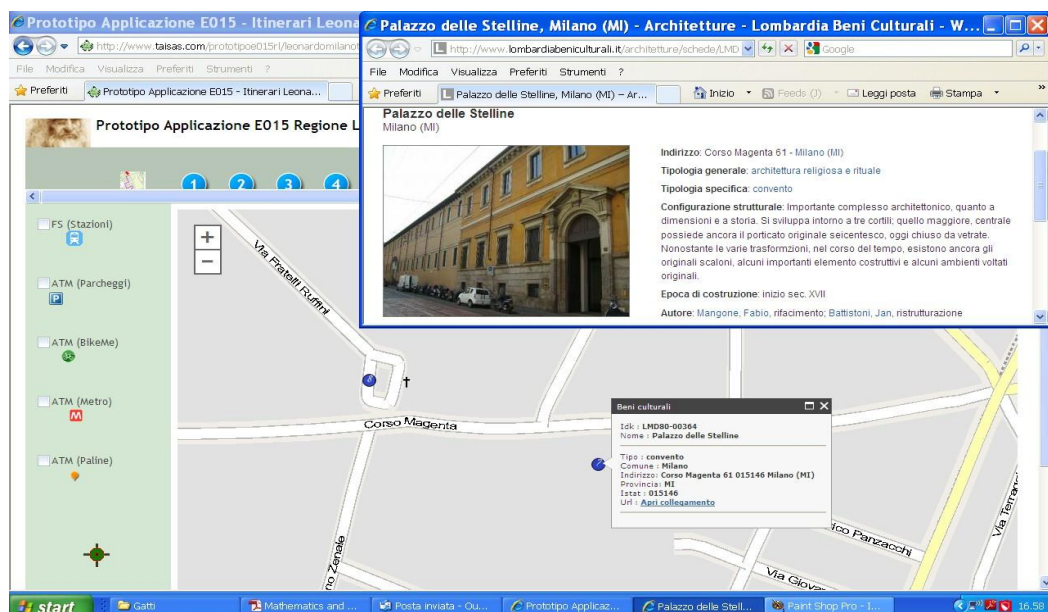 Prototipo Applicazione E015 - Itinerari Leona
http://www.taisas.com/prototipoe015rl/leonardomilanot
File Modifica Visualizza Preferiti Strumenti ?
Preferiti Prototipo Applicazione E015 - Itinerari Leona...
Prototipo Applicazione E015 Regione L
1 2 3 4
FS (Stazioni)
ATM (Parcheggi)
P
ATM (BikeMe)
ATM (Metro)
M
ATM (Paline)
+
−
Via Fratelli Ruffini
Corso Magenta
no Zenale
rico Panzacchi
Via Giova
Via Terra
Palazzo delle Stelline, Milano (MI) - Architetture - Lombardia Beni Culturali - W...
http://www.lombardiabeniculturali.it/architetture/schede/LMD
Google
File Modifica Visualizza Preferiti Strumenti ?
Preferiti Palazzo delle Stelline, Milano (MI) – Ar... Inizio Feeds (J) Leggi posta Stampa »
Palazzo delle Stelline
Milano (MI)
Indirizzo: Corso Magenta 61 - Milano (MI)
Tipologia generale: architettura religiosa e rituale
Tipologia specifica: convento
Configurazione strutturale: Importante complesso architettonico, quanto a
dimensioni e a storia. Si sviluppa intorno a tre cortili; quello maggiore, centrale
possiede ancora il porticato originale seicentesco, oggi chiuso da vetrate.
Nonostante le varie trasformzioni, nel corso del tempo, esistono ancora gli
originali scaloni, alcuni importanti elemento costruttivi e alcuni ambienti voltati
originali.
Epoca di costruzione: inizio sec. XVII
Autore: Mangone, Fabio, rifacimento; Battistoni, Jan, ristrutturazione
Beni culturali
Idk : LMD80-00364
Nome : Palazzo delle Stelline
Tipo : convento
Comune : Milano
Indirizzo: Corso Magenta 61 015146 Milano (MI)
Provincia: MI
Istat : 015146
Url : Apri collegamento
start Gatti Mathematics and ... Posta inviata - Ou... Prototipo Applicaz... Palazzo delle Stell... Paint Shop Pro - I... 16.58